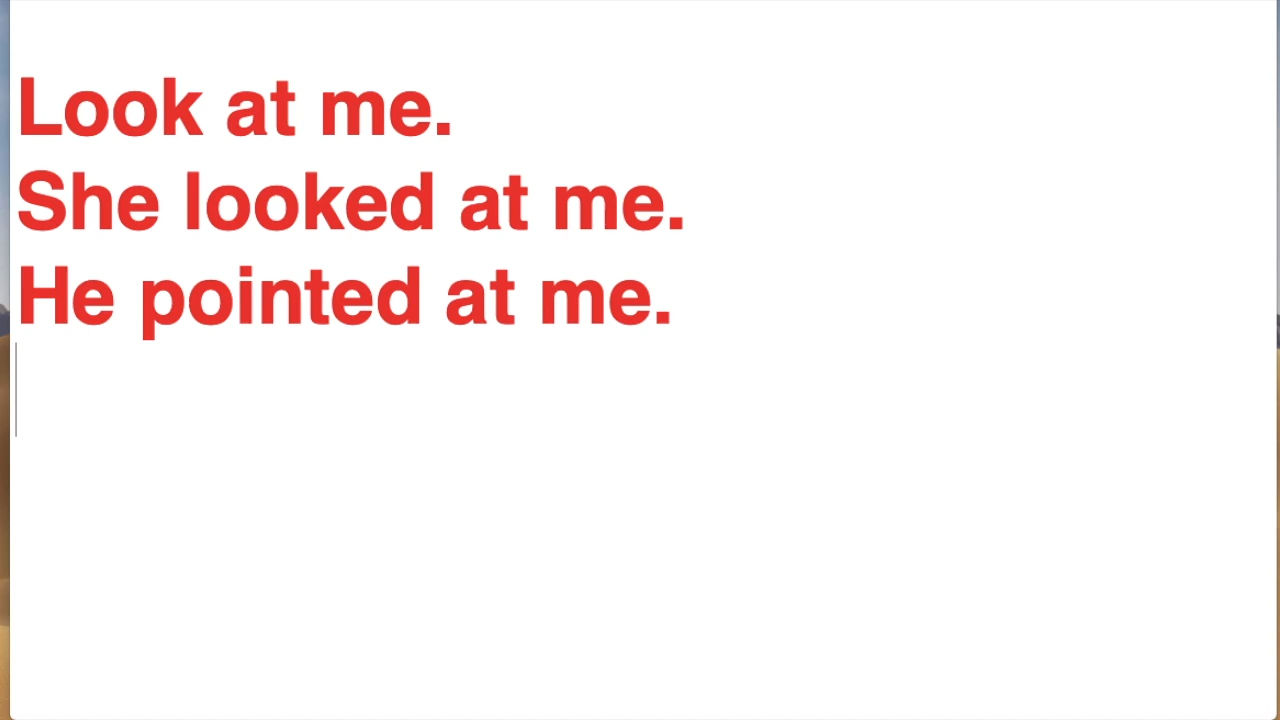 Look at me.
She looked at me.
He pointed at me.